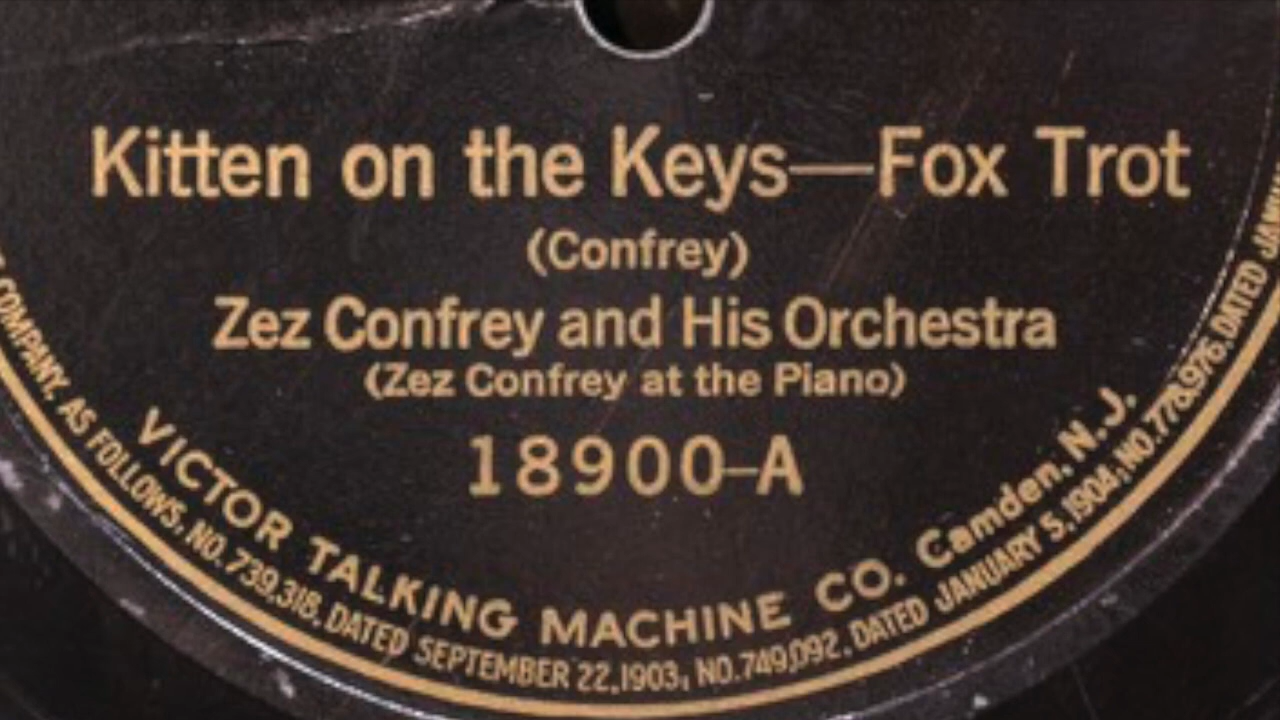 Kitten on the Keys—Fox Trot
(Confrey)
Zez Confrey and His Orchestra
(Zez Confrey at the Piano)
18900-A
VICTOR TALKING MACHINE CO. Camden, N.J.
COMPANY, AS FOLLOWS, NO. 739,318, DATED SEPTEMBER 22, 1903, NO. 749,092, DATED JANUARY 5, 1904; NO. 778,976. DATED